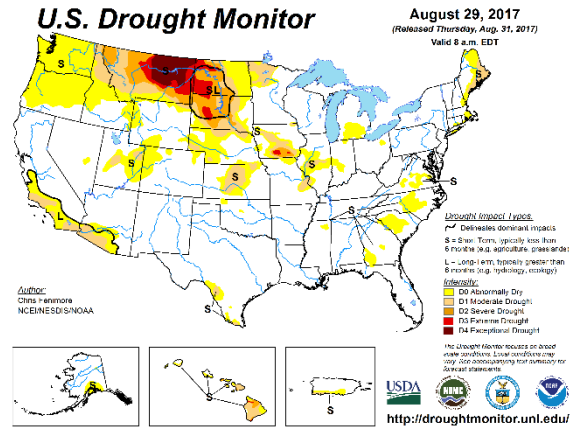 U.S. Drought Monitor
August 29, 2017
(Released Thursday, Aug. 31, 2017)
Valid 8 a.m. EDT
S
S
S L
S
S
S
S
S
S
L
S
Drought Impact Types:
Delineates dominant impacts
S = Short-Term, typically less than
6 months (e.g. agriculture, grasslands)
L = Long-Term, typically greater than
6 months (e.g. hydrology, ecology)
Intensity:
D0 Abnormally Dry
D1 Moderate Drought
D2 Severe Drought
D3 Extreme Drought
D4 Exceptional Drought
Author:
Chris Fenimore
NCEI/NESDIS/NOAA
The Drought Monitor focuses on broad-
scale conditions. Local conditions may
vary. See accompanying text summary for
forecast statements.
S
S
S
USDA
NDMC
NOAA
http://droughtmonitor.unl.edu/